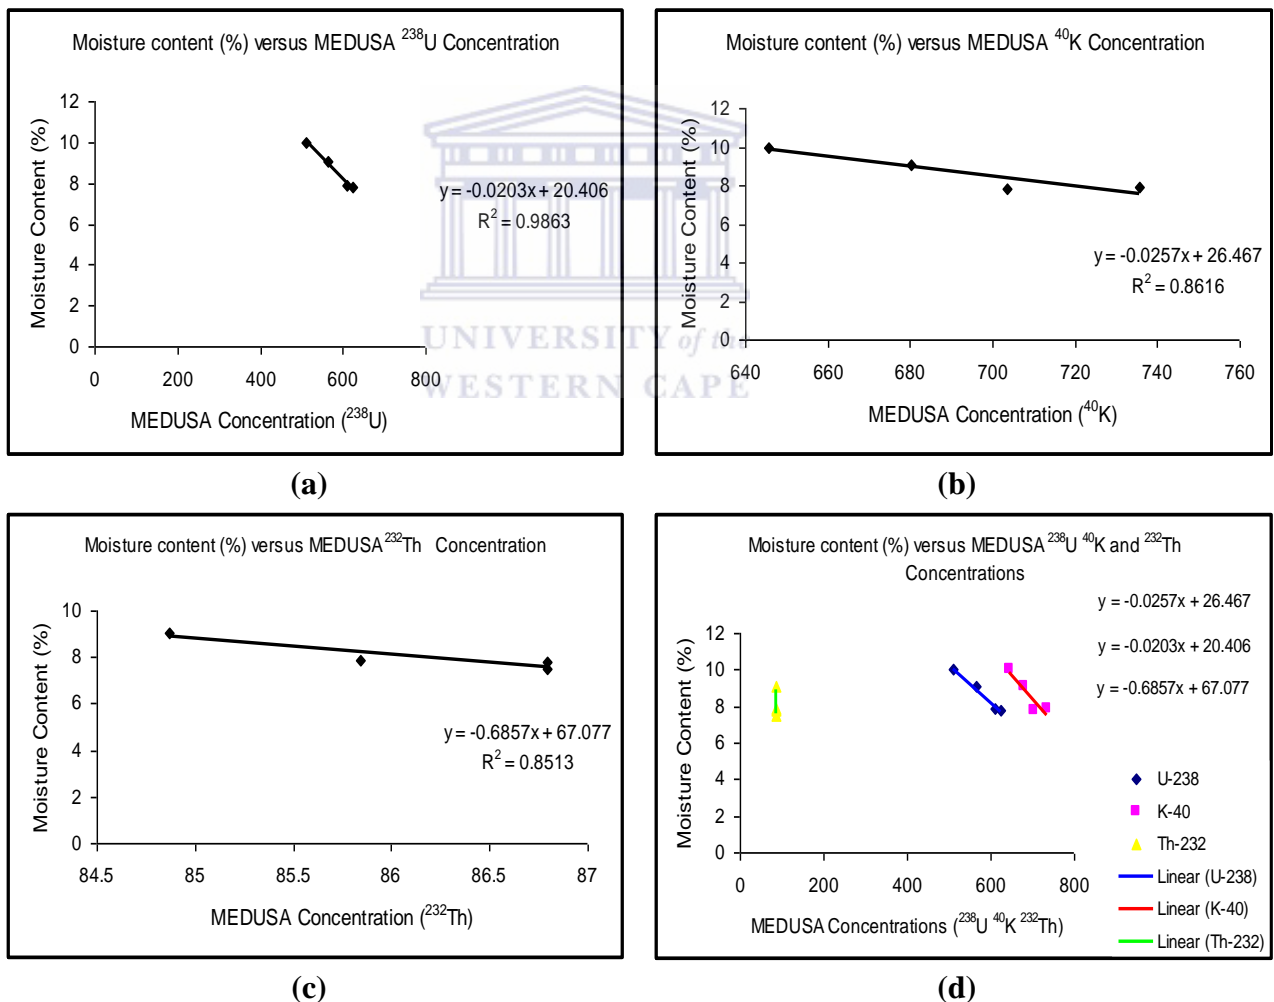 Moisture content (%) versus MEDUSA ²³⁸U Concentration
12
10
8
6
4
2
0
0 200 400 600 800
Moisture Content (%)
MEDUSA Concentration (²³⁸U)
y = -0.0203x + 20.406
R² = 0.9863
(a)
Moisture content (%) versus MEDUSA ⁴⁰K Concentration
12
10
8
6
4
2
0
640 660 680 700 720 740 760
Moisture Content (%)
MEDUSA Concentration (⁴⁰K)
y = -0.0257x + 26.467
R² = 0.8616
(b)
UNIVERSITY of the
WESTERN CAPE
Moisture content (%) versus MEDUSA ²³²Th Concentration
10
8
6
4
2
0
84.5 85 85.5 86 86.5 87
Moisture Content (%)
MEDUSA Concentration (²³²Th)
y = -0.6857x + 67.077
R² = 0.8513
(c)
Moisture content (%) versus MEDUSA ²³⁸U ⁴⁰K and ²³²Th
Concentrations
y = -0.0257x + 26.467
y = -0.0203x + 20.406
y = -0.6857x + 67.077
12
10
8
6
4
2
0
0 200 400 600 800
Moisture Content (%)
MEDUSA Concentrations (²³⁸U ⁴⁰K ²³²Th)
U-238
K-40
Th-232
Linear (U-238)
Linear (K-40)
Linear (Th-232)
(d)